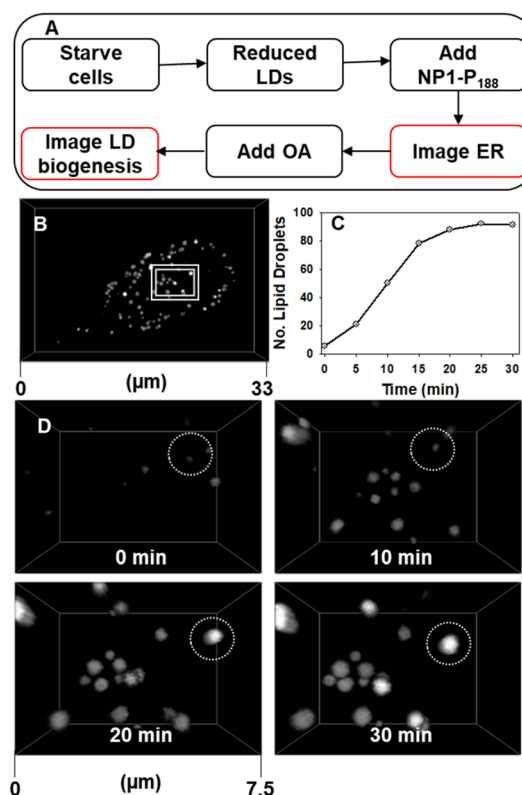 A
Starve
cells
Reduced
LDs
Add
NP1-P188
Image LD
biogenesis
Add OA
Image ER
B
0
(µm)
33
C
No. Lipid Droplets
100
80
60
40
20
0
0 5 10 15 20 25 30
Time (min)
D
0 min
10 min
20 min
30 min
0
(µm)
7.5